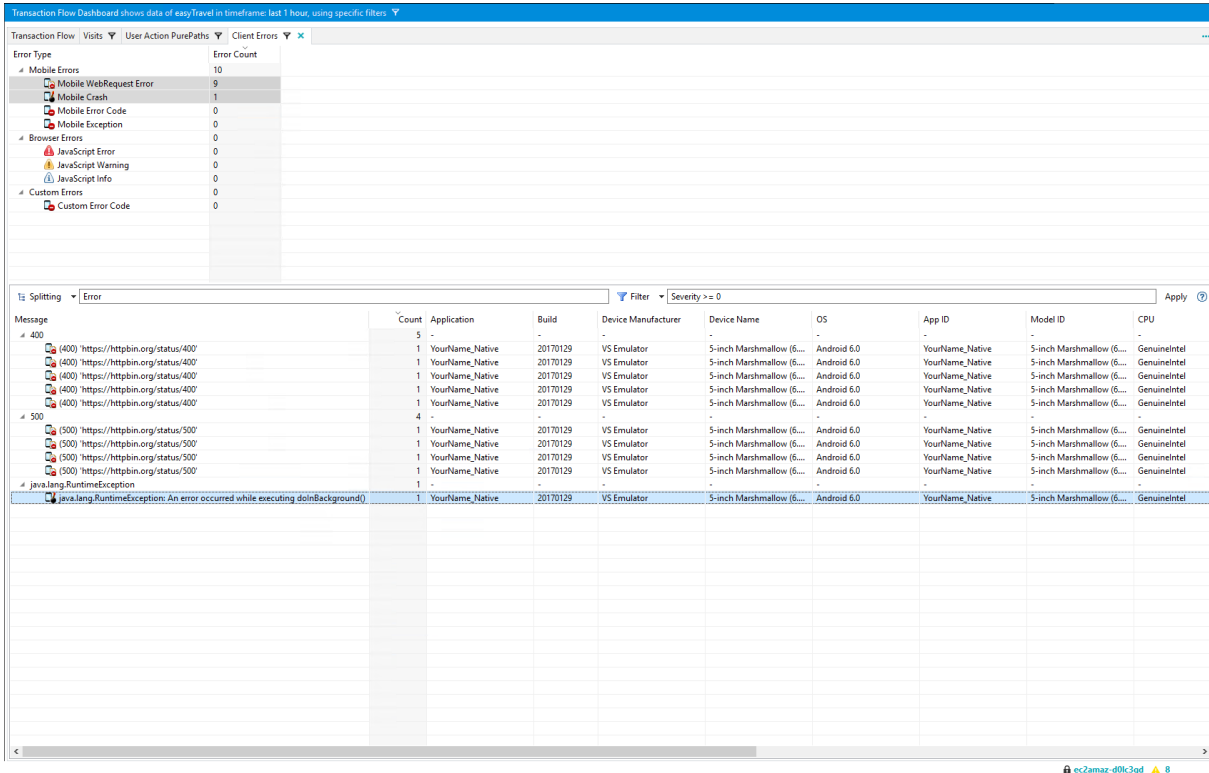 Transaction Flow Dashboard shows data of easyTravel in timeframe: last 1 hour, using specific filters
Transaction Flow Visits User Action PurePaths Client Errors
Error Type Error Count
Mobile Errors 10
Mobile WebRequest Error 9
Mobile Crash 1
Mobile Error Code 0
Mobile Exception 0
Browser Errors 0
JavaScript Error 0
JavaScript Warning 0
JavaScript Info 0
Custom Errors 0
Custom Error Code 0
Splitting Error Filter Severity >= 0 Apply
Message Count Application Build Device Manufacturer Device Name OS App ID Model ID CPU
400 5 - - - - - - - -
(400) 'https://httpbin.org/status/400' 1 YourName_Native 20170129 VS Emulator 5-inch Marshmallow (6.... Android 6.0 YourName_Native 5-inch Marshmallow (6.... GenuineIntel
(400) 'https://httpbin.org/status/400' 1 YourName_Native 20170129 VS Emulator 5-inch Marshmallow (6.... Android 6.0 YourName_Native 5-inch Marshmallow (6.... GenuineIntel
(400) 'https://httpbin.org/status/400' 1 YourName_Native 20170129 VS Emulator 5-inch Marshmallow (6.... Android 6.0 YourName_Native 5-inch Marshmallow (6.... GenuineIntel
(400) 'https://httpbin.org/status/400' 1 YourName_Native 20170129 VS Emulator 5-inch Marshmallow (6.... Android 6.0 YourName_Native 5-inch Marshmallow (6.... GenuineIntel
(400) 'https://httpbin.org/status/400' 1 YourName_Native 20170129 VS Emulator 5-inch Marshmallow (6.... Android 6.0 YourName_Native 5-inch Marshmallow (6.... GenuineIntel
500 4 - - - - - - - -
(500) 'https://httpbin.org/status/500' 1 YourName_Native 20170129 VS Emulator 5-inch Marshmallow (6.... Android 6.0 YourName_Native 5-inch Marshmallow (6.... GenuineIntel
(500) 'https://httpbin.org/status/500' 1 YourName_Native 20170129 VS Emulator 5-inch Marshmallow (6.... Android 6.0 YourName_Native 5-inch Marshmallow (6.... GenuineIntel
(500) 'https://httpbin.org/status/500' 1 YourName_Native 20170129 VS Emulator 5-inch Marshmallow (6.... Android 6.0 YourName_Native 5-inch Marshmallow (6.... GenuineIntel
(500) 'https://httpbin.org/status/500' 1 YourName_Native 20170129 VS Emulator 5-inch Marshmallow (6.... Android 6.0 YourName_Native 5-inch Marshmallow (6.... GenuineIntel
java.lang.RuntimeException 1 - - - - - - - -
java.lang.RuntimeException: An error occurred while executing doInBackground() 1 YourName_Native 20170129 VS Emulator 5-inch Marshmallow (6.... Android 6.0 YourName_Native 5-inch Marshmallow (6.... GenuineIntel
8